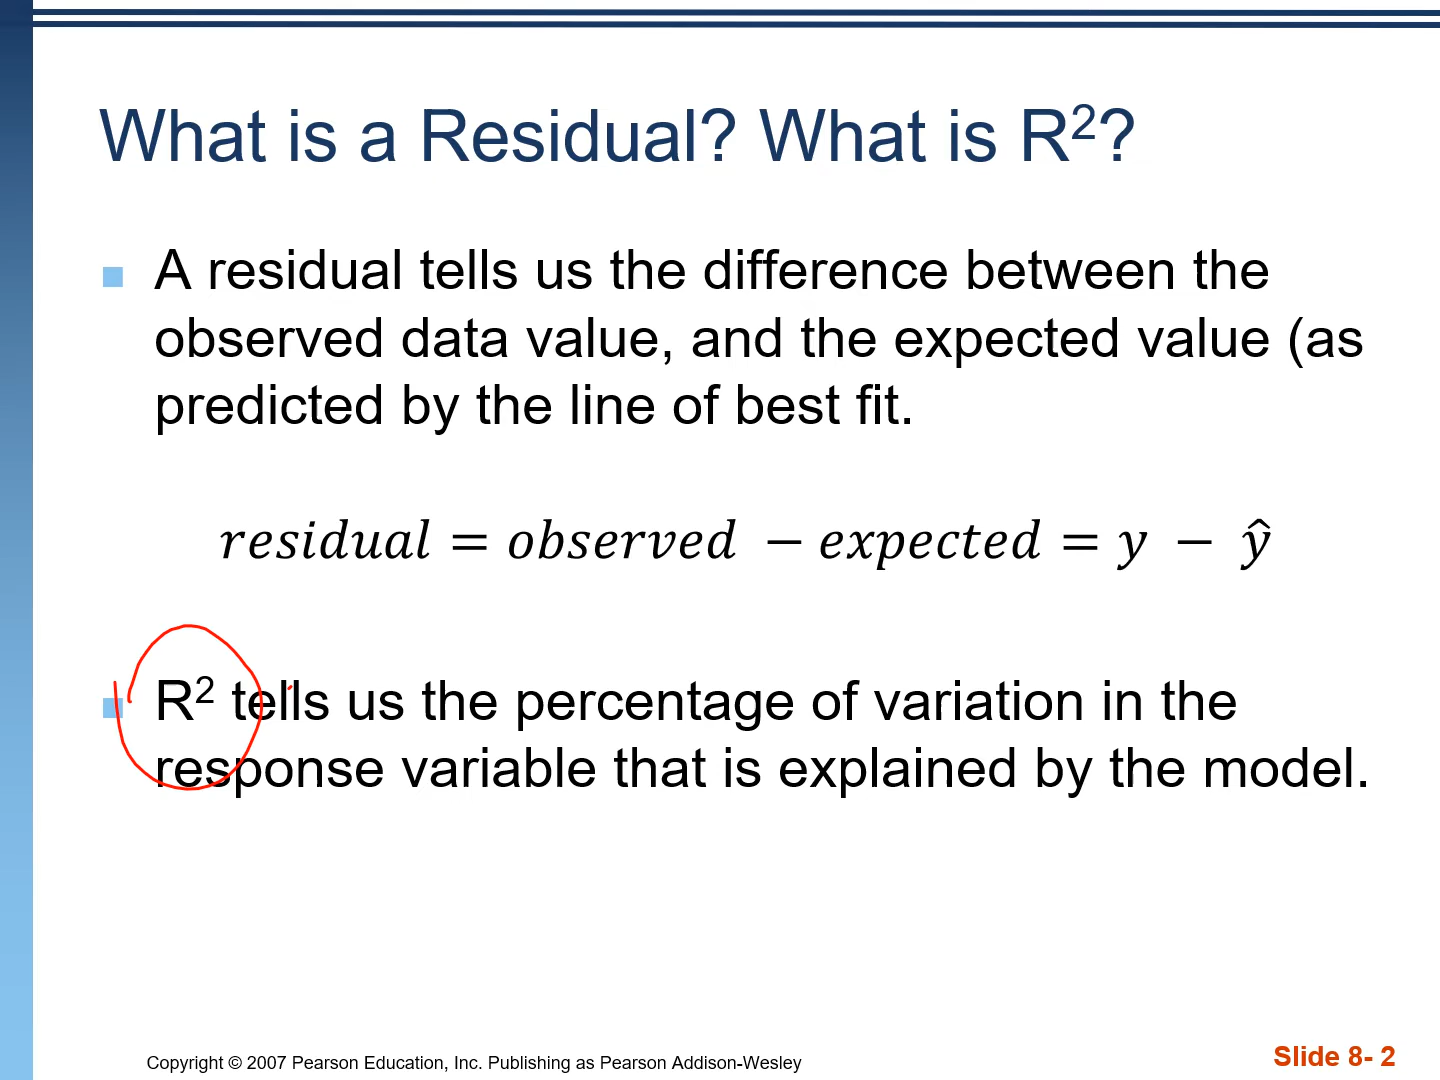 What is a Residual? What is R²?
A residual tells us the difference between the
observed data value, and the expected value (as
predicted by the line of best fit.
residual = observed − expected = y − ŷ
R² tells us the percentage of variation in the
response variable that is explained by the model.
Copyright © 2007 Pearson Education, Inc. Publishing as Pearson Addison-Wesley
Slide 8- 2